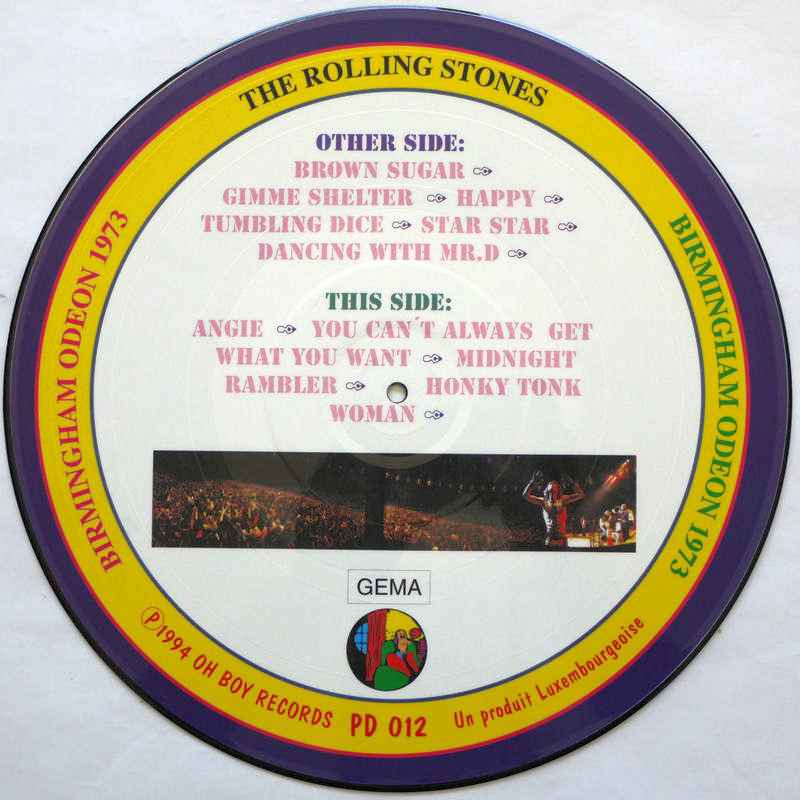 THE ROLLING STONES
BIRMINGHAM ODEON 1973
BIRMINGHAM ODEON 1973
OTHER SIDE:
BROWN SUGAR
GIMME SHELTER HAPPY
TUMBLING DICE STAR STAR
DANCING WITH MR.D
THIS SIDE:
ANGIE YOU CAN´T ALWAYS GET
WHAT YOU WANT MIDNIGHT
RAMBLER HONKY TONK
WOMAN
GEMA
℗1994 OH BOY RECORDS PD 012 Un produit Luxembourgeoise